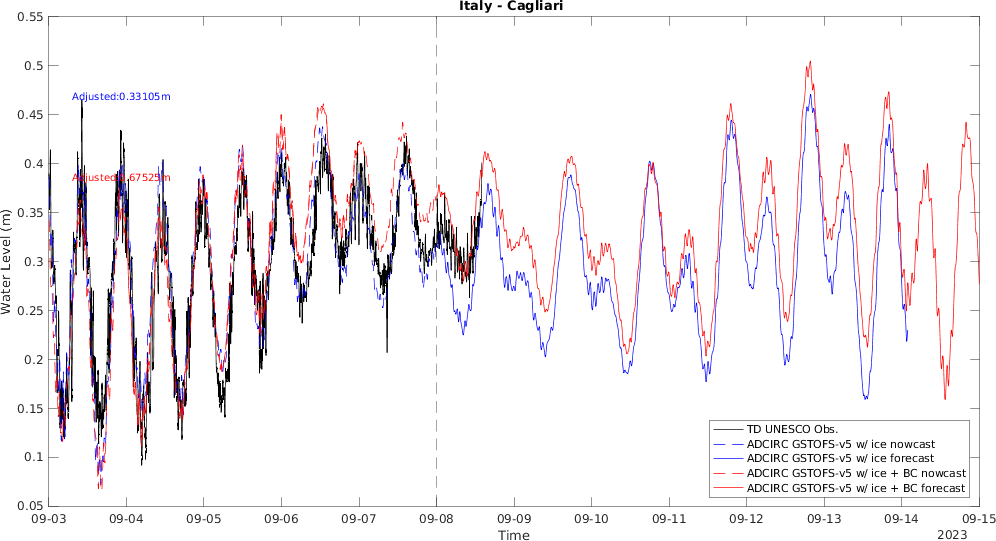 Italy - Cagliari
Water Level (m)
0.55
0.5
0.45
0.4
0.35
0.3
0.25
0.2
0.15
0.1
0.05
Adjusted:0.33105m
TD UNESCO Obs.
ADCIRC GSTOFS-v5 w/ ice nowcast
ADCIRC GSTOFS-v5 w/ ice forecast
ADCIRC GSTOFS-v5 w/ ice + BC nowcast
ADCIRC GSTOFS-v5 w/ ice + BC forecast
09-03 09-04 09-05 09-06 09-07 09-08 09-09 09-10 09-11 09-12 09-13 09-14 09-15
Time
2023